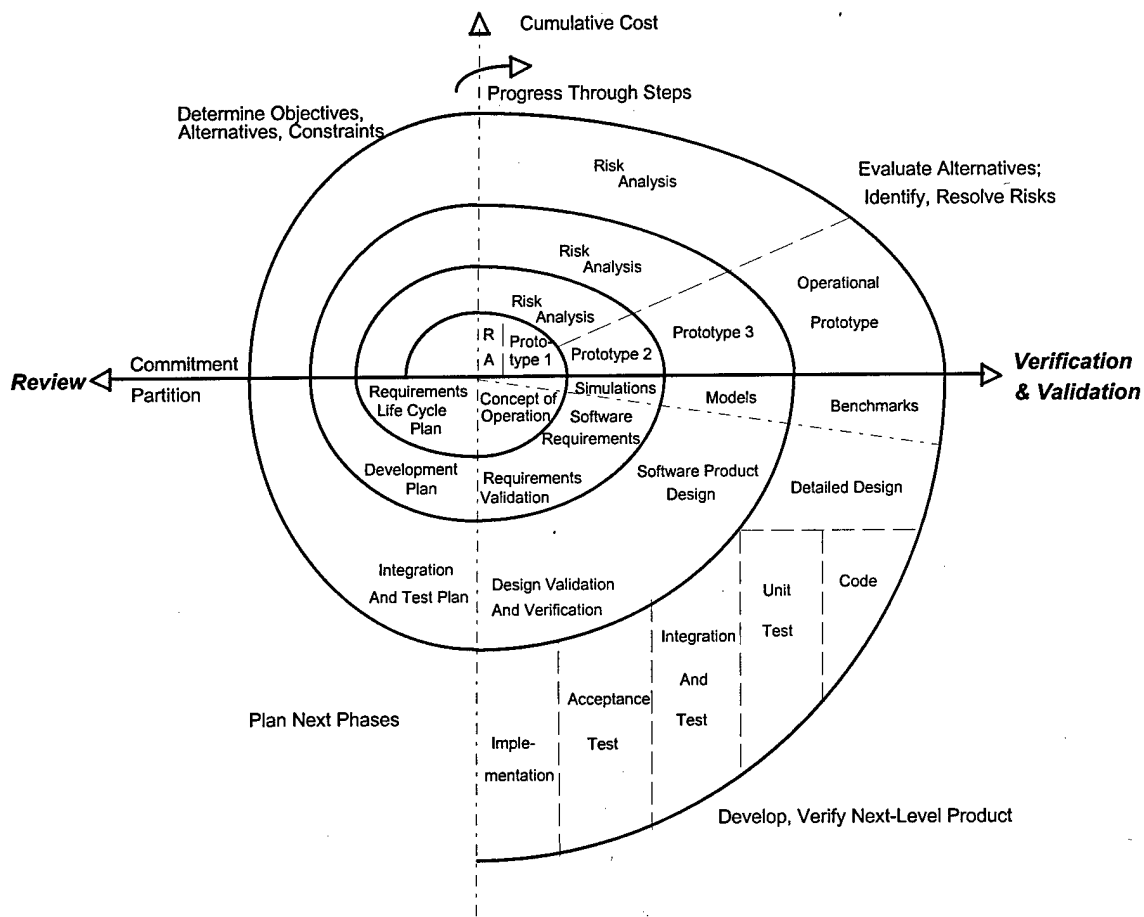 Cumulative Cost
Progress Through Steps
Determine Objectives,
Alternatives, Constraints
Risk
Analysis
Evaluate Alternatives;
Identify, Resolve Risks
Risk
Analysis
Operational
Prototype
Risk
Analysis
R
A
Proto-
type 1
Prototype 2
Prototype 3
Commitment
Review
Partition
Verification
& Validation
Requirements
Life Cycle
Plan
Concept of
Operation
Simulations
Models
Benchmarks
Software
Requirements
Development
Plan
Requirements
Validation
Software Product
Design
Detailed Design
Integration
And Test Plan
Design Validation
And Verification
Code
Unit
Test
Integration
And
Test
Acceptance
Test
Imple-
mentation
Plan Next Phases
Develop, Verify Next-Level Product